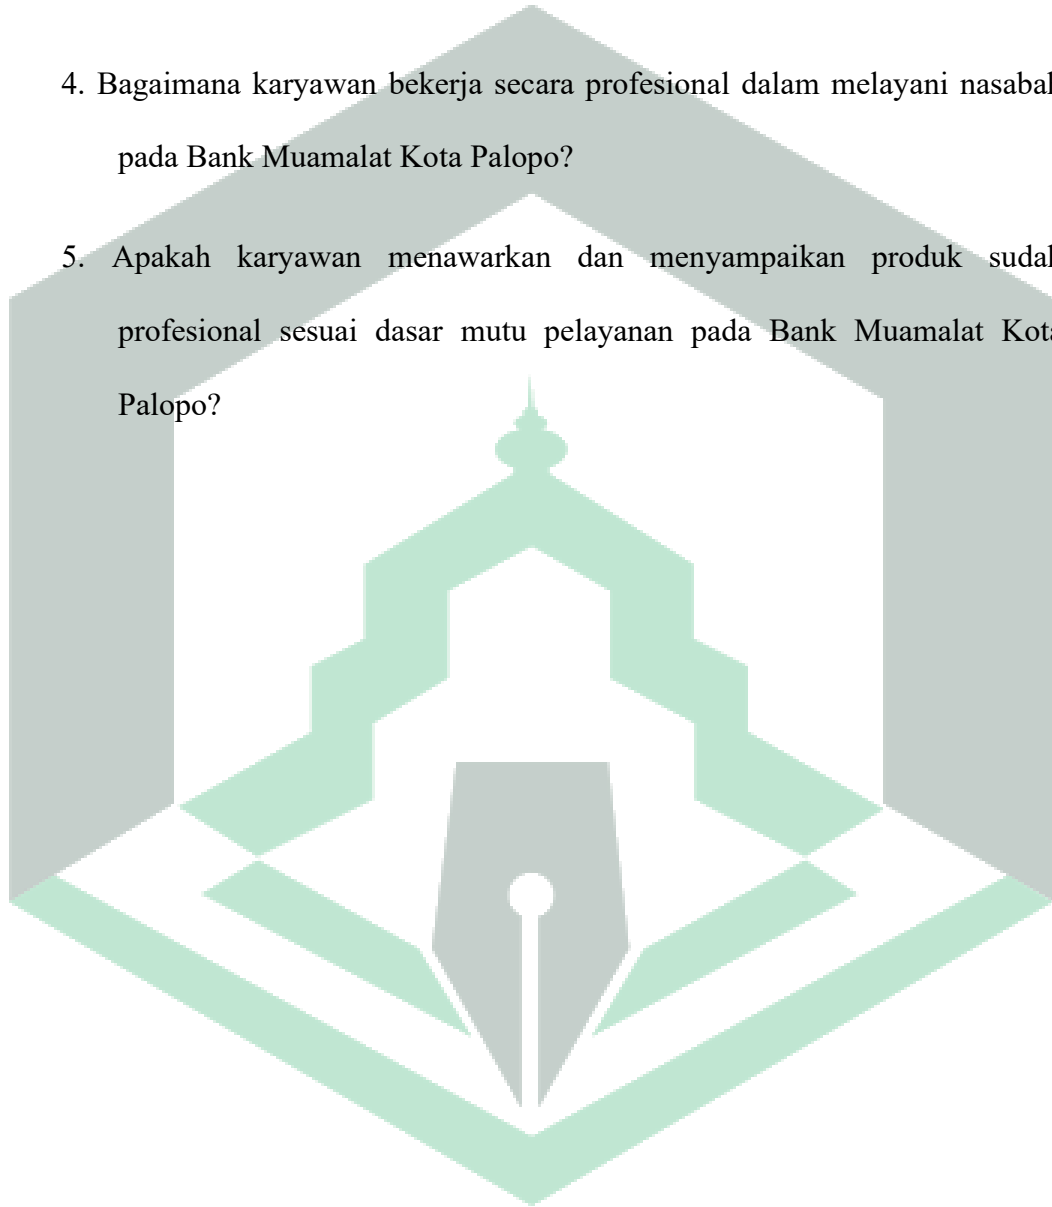 4. Bagaimana karyawan bekerja secara profesional dalam melayani nasabah
pada Bank Muamalat Kota Palopo?
5. Apakah karyawan menawarkan dan menyampaikan produk sudah
profesional sesuai dasar mutu pelayanan pada Bank Muamalat Kota
Palopo?